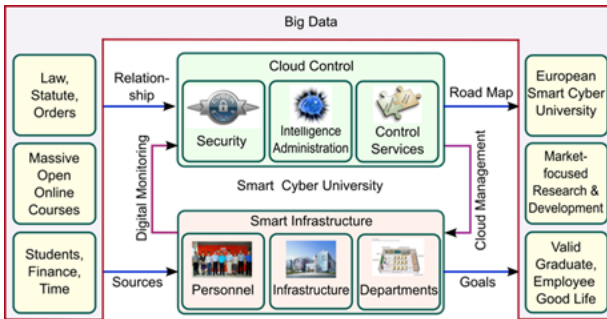 Big Data
Law,
Statute,
Orders
Massive
Open
Online
Courses
Students,
Finance,
Time
Relation-
ship
Sources
Digital Monitoring
Cloud Control
Security
Intelligence
Administration
Control
Services
Smart Cyber University
Smart Infrastructure
Personnel
Infrastructure
Departments
Road Map
Cloud Management
Goals
European
Smart Cyber
University
Market-
focused
Research &
Development
Valid
Graduate,
Employee
Good Life